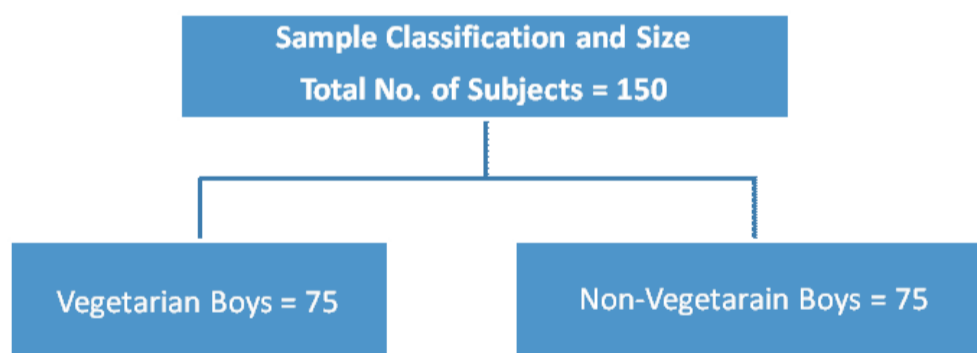 Sample Classification and Size
Total No. of Subjects = 150
Vegetarian Boys = 75
Non-Vegetarain Boys = 75